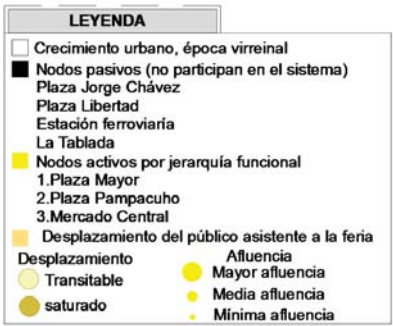 LEYENDA
Crecimiento urbano, época virreinal
Nodos pasivos (no participan en el sistema)
Plaza Jorge Chávez
Plaza Libertad
Estación ferroviaría
La Tablada
Nodos activos por jerarquía funcional
1.Plaza Mayor
2.Plaza Pampacuho
3.Mercado Central
Desplazamiento del público asistente a la feria
Desplazamiento
Transitable
saturado
Afluencia
Mayor afluencia
Media afluencia
Mínima afluencia